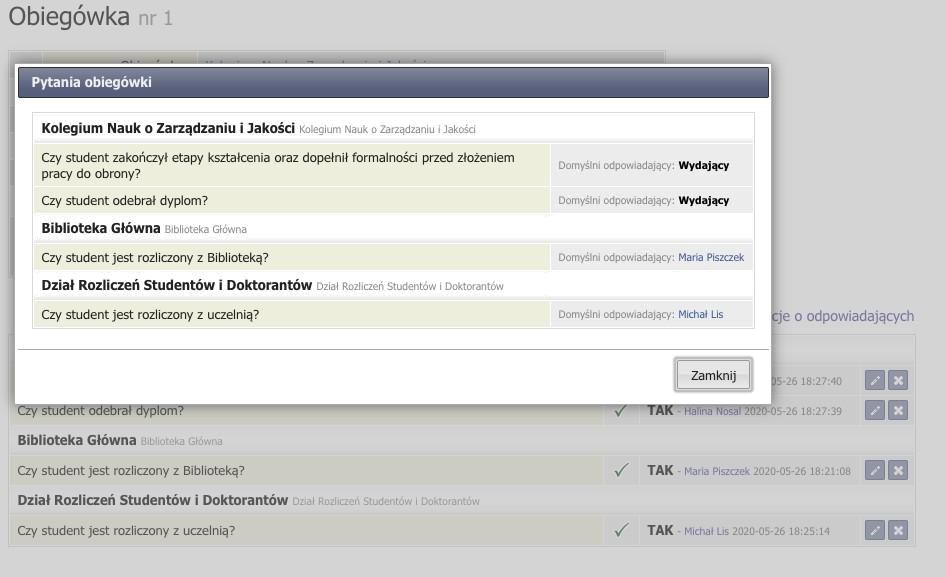 Obiegówka nr 1
Pytania obiegówki
Kolegium Nauk o Zarządzaniu i Jakości Kolegium Nauk o Zarządzaniu i Jakości
Czy student zakończył etapy kształcenia oraz dopełnił formalności przed złożeniem
pracy do obrony?
Domyślni odpowiadający: Wydający
Czy student odebrał dyplom? Domyślni odpowiadający: Wydający
Biblioteka Główna Biblioteka Główna
Czy student jest rozliczony z Biblioteką? Domyślni odpowiadający: Maria Piszczek
Dział Rozliczeń Studentów i Doktorantów Dział Rozliczeń Studentów i Doktorantów
Czy student jest rozliczony z uczelnią? Domyślni odpowiadający: Michał Lis
cje o odpowiadających
Zamknij
05-26 18:27:40
Czy student odebrał dyplom? TAK - Halina Nosal 2020-05-26 18:27:39
Biblioteka Główna Biblioteka Główna
Czy student jest rozliczony z Biblioteką? TAK - Maria Piszczek 2020-05-26 18:21:08
Dział Rozliczeń Studentów i Doktorantów Dział Rozliczeń Studentów i Doktorantów
Czy student jest rozliczony z uczelnią? TAK - Michał Lis 2020-05-26 18:25:14